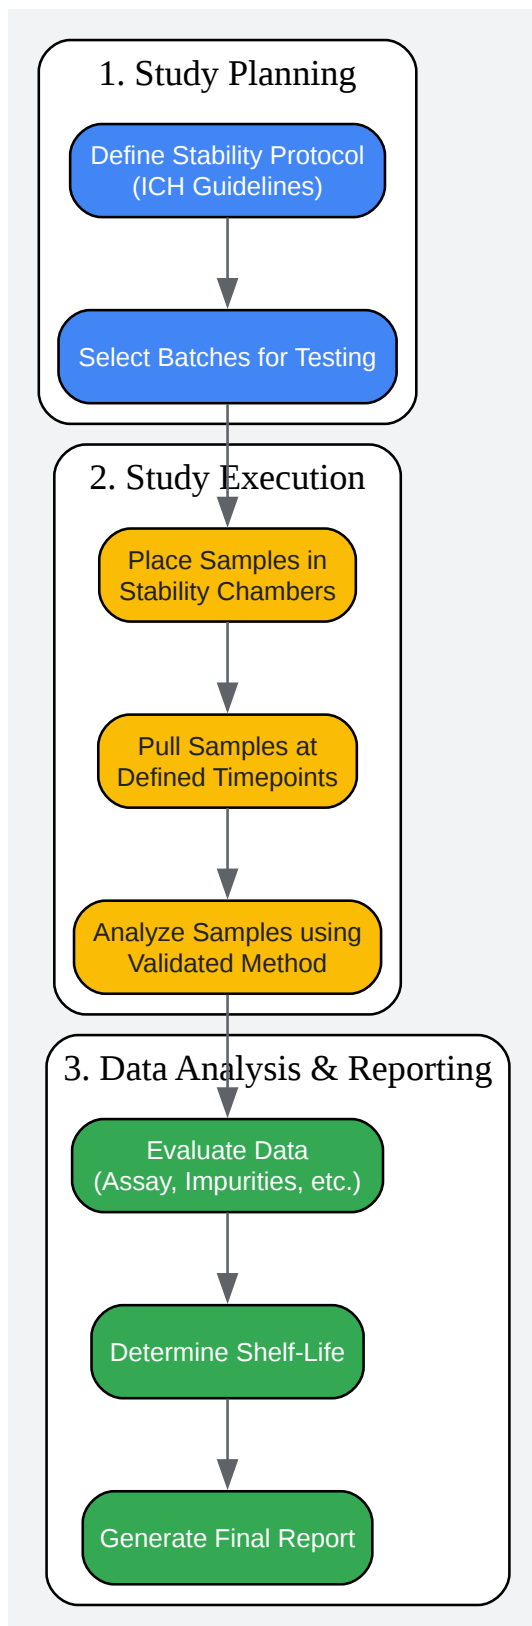 1. Study Planning
Define Stability Protocol
(ICH Guidelines)
Select Batches for Testing
2. Study Execution
Place Samples in
Stability Chambers
Pull Samples at
Defined Timepoints
Analyze Samples using
Validated Method
3. Data Analysis & Reporting
Evaluate Data
(Assay, Impurities, etc.)
Determine Shelf-Life
Generate Final Report